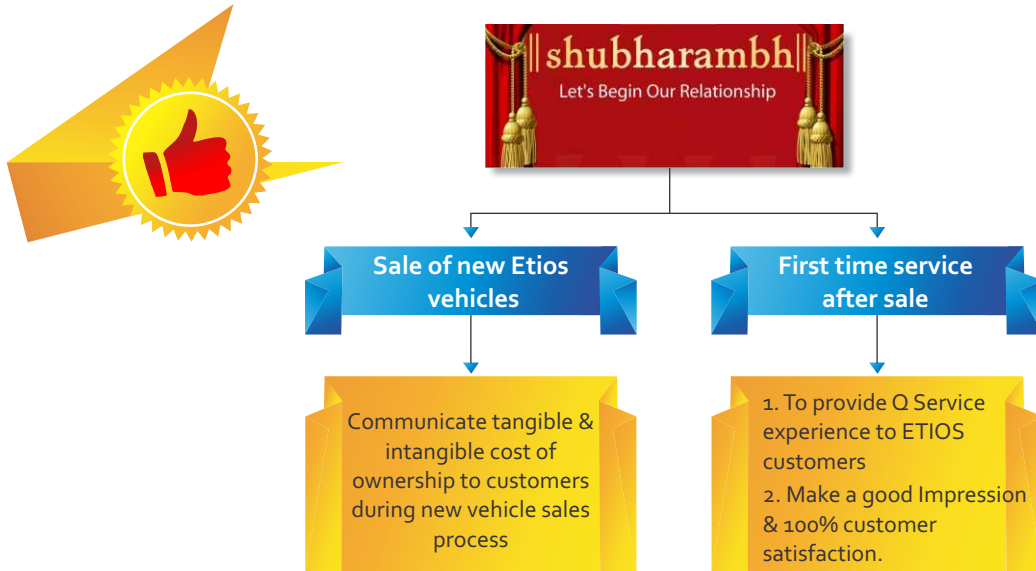 || shubharambh ||
Let's Begin Our Relationship
Sale of new Etios
vehicles
First time service
after sale
Communicate tangible &
intangible cost of
ownership to customers
during new vehicle sales
process
1. To provide Q Service
experience to ETIOS
customers
2. Make a good Impression
& 100% customer
satisfaction.